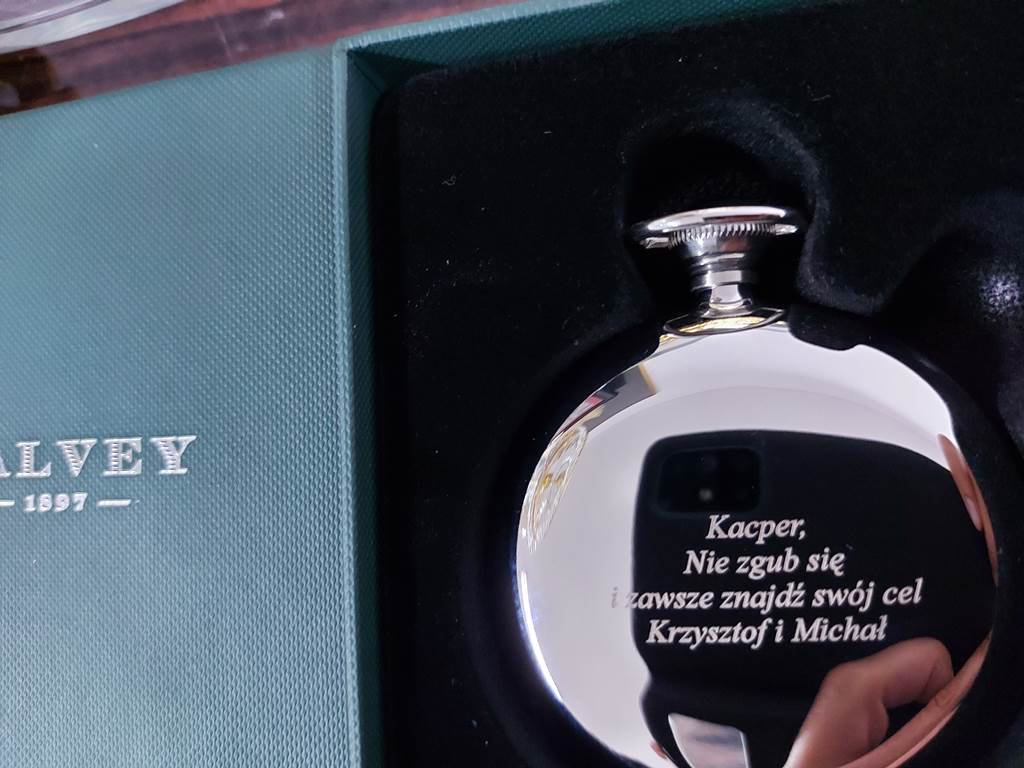 ALVEY
— 1897 —
Kacper,
Nie zgub się
zawsze znajdź swój cel
Krzysztof i Michał